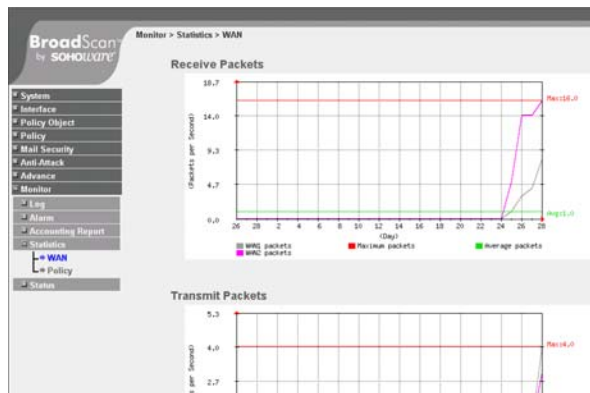 BroadScan™
by SOHOware®
Monitor > Statistics > WAN
System
Interface
Policy Object
Policy
Mail Security
Anti-Attack
Advance
Monitor
Log
Alarm
Accounting Report
Statistics
WAN
Policy
Status
Receive Packets
(Packets per Second)
18.7
14.0
9.3
4.7
0.0
Max:16.0
Avg:1.0
26 28 2 4 6 8 10 12 14 16 18 20 22 24 26 28
(Day)
WAN1 packets
Maximum packets
Average packets
WAN2 packets
Transmit Packets
s per Second)
5.3
4.0
2.7
Max:4.0